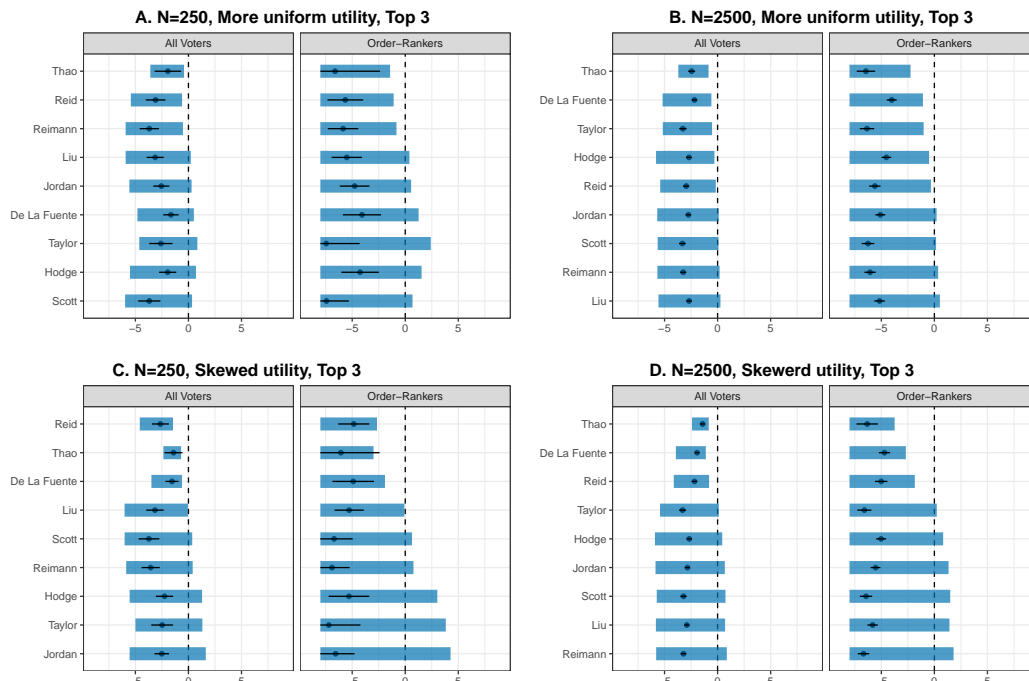 A. N=250, More uniform utility, Top 3
All Voters
Order−Rankers
Thao
Reid
Reimann
Liu
Jordan
De La Fuente
Taylor
Hodge
Scott
−5 0 5 −5 0 5
B. N=2500, More uniform utility, Top 3
All Voters
Order−Rankers
Thao
De La Fuente
Taylor
Hodge
Reid
Jordan
Scott
Reimann
Liu
−5 0 5 −5 0 5
C. N=250, Skewed utility, Top 3
All Voters
Order−Rankers
Reid
Thao
De La Fuente
Liu
Scott
Reimann
Hodge
Taylor
Jordan
D. N=2500, Skewerd utility, Top 3
All Voters
Order−Rankers
Thao
De La Fuente
Reid
Taylor
Hodge
Jordan
Scott
Liu
Reimann